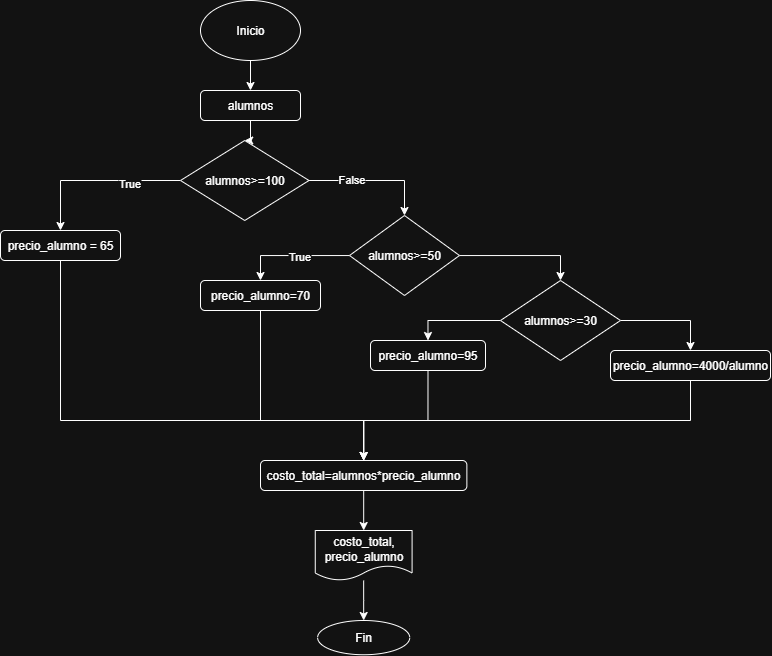 Inicio
alumnos
alumnos>=100
True
False
precio_alumno = 65
alumnos>=50
True
precio_alumno=70
alumnos>=30
precio_alumno=95
precio_alumno=4000/alumno
costo_total=alumnos*precio_alumno
costo_total,
precio_alumno
Fin